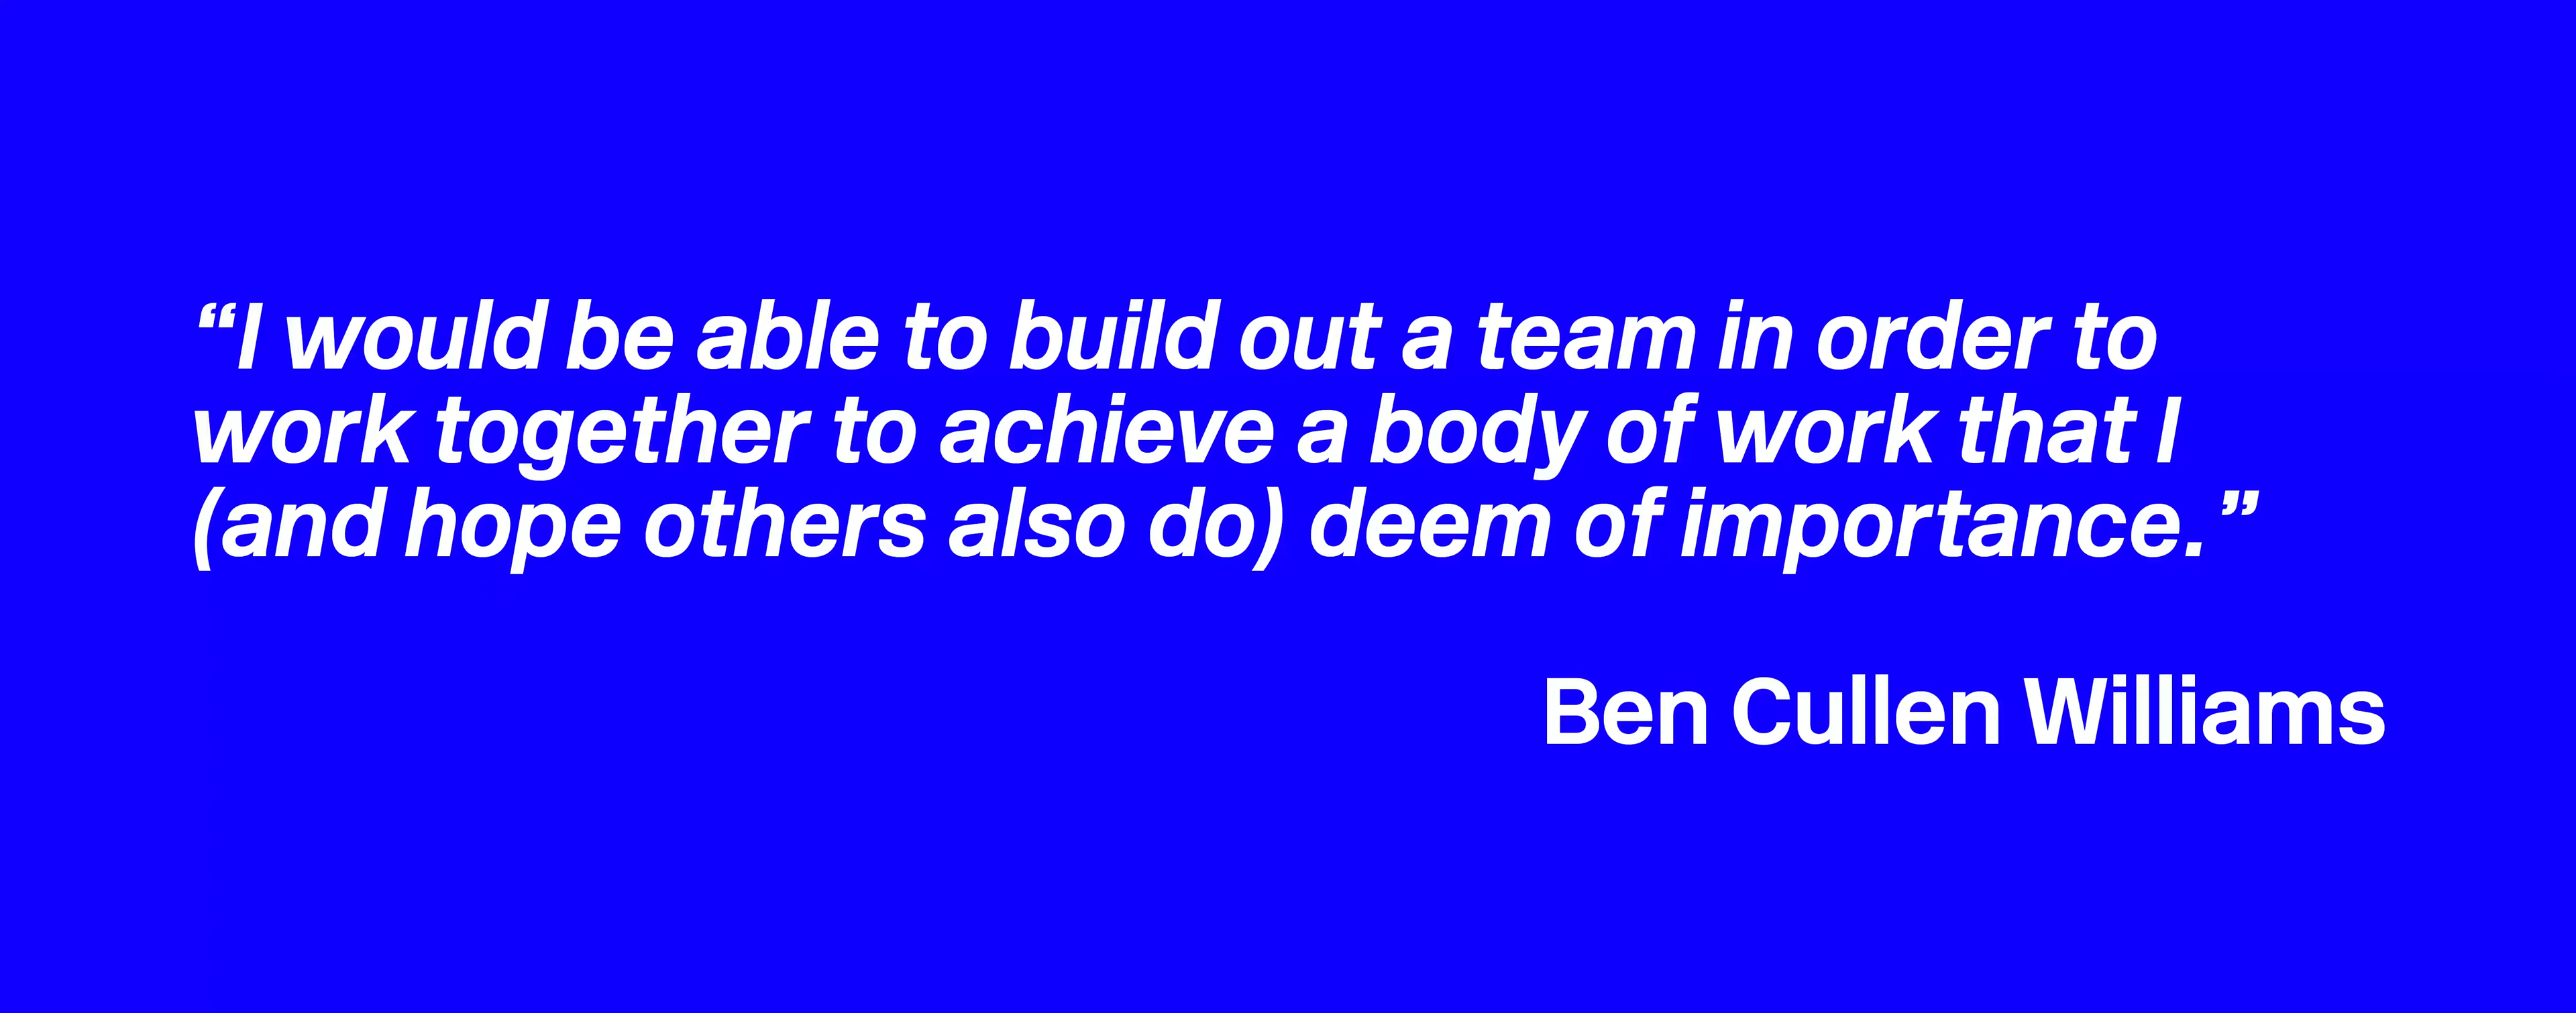 “I would be able to build out a team in order to
work together to achieve a body of work that I
(and hope others also do) deem of importance.”
Ben Cullen Williams